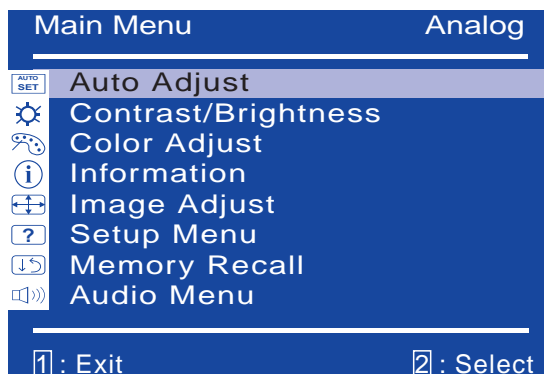 Main Menu Analog
AUTO SET Auto Adjust
Contrast/Brightness
Color Adjust
i Information
Image Adjust
? Setup Menu
Memory Recall
Audio Menu
1 : Exit 2 : Select